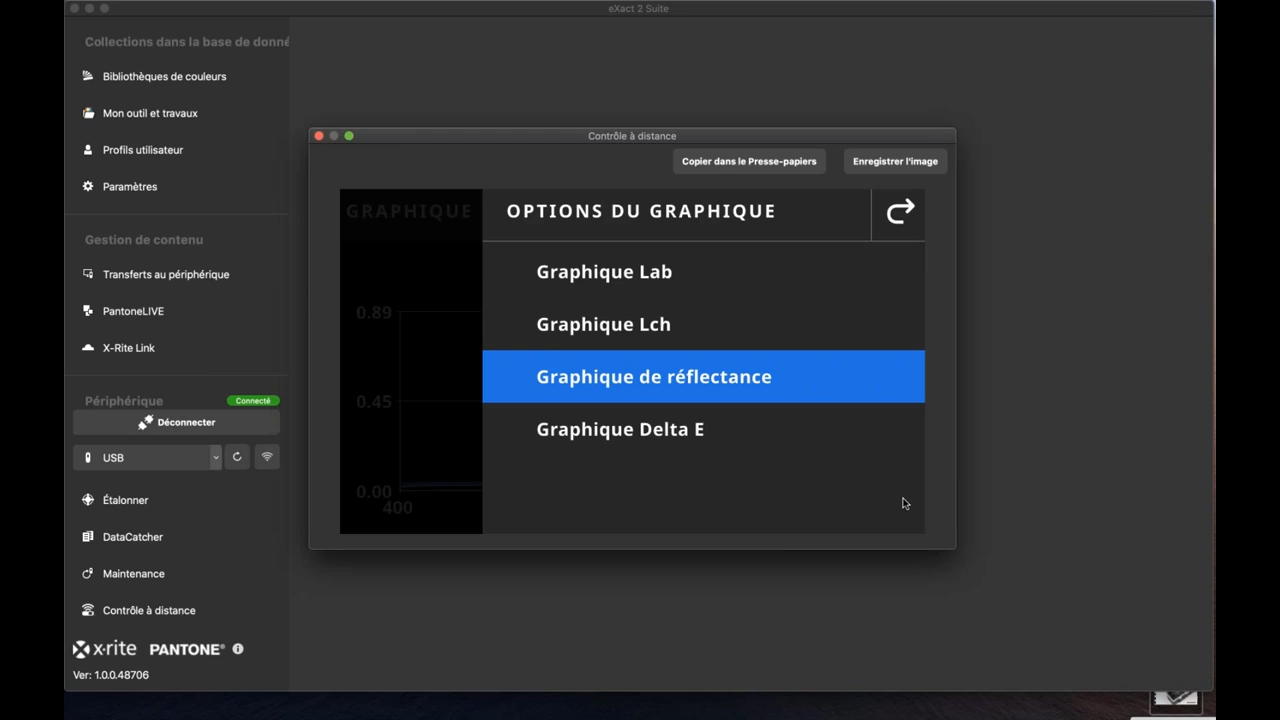 eXact 2 Suite
Collections dans la base de donné
Bibliothèques de couleurs
Mon outil et travaux
Profils utilisateur
Paramètres
Gestion de contenu
Transferts au périphérique
PantoneLIVE
X-Rite Link
Périphérique
Connecté
Déconnecter
USB
Étalonner
DataCatcher
Maintenance
Contrôle à distance
x·rite PANTONE®
Ver: 1.0.0.48706
Contrôle à distance
Copier dans le Presse-papiers
Enregistrer l'image
GRAPHIQUE
0.89
0.45
0.00
400
OPTIONS DU GRAPHIQUE
Graphique Lab
Graphique Lch
Graphique de réflectance
Graphique Delta E